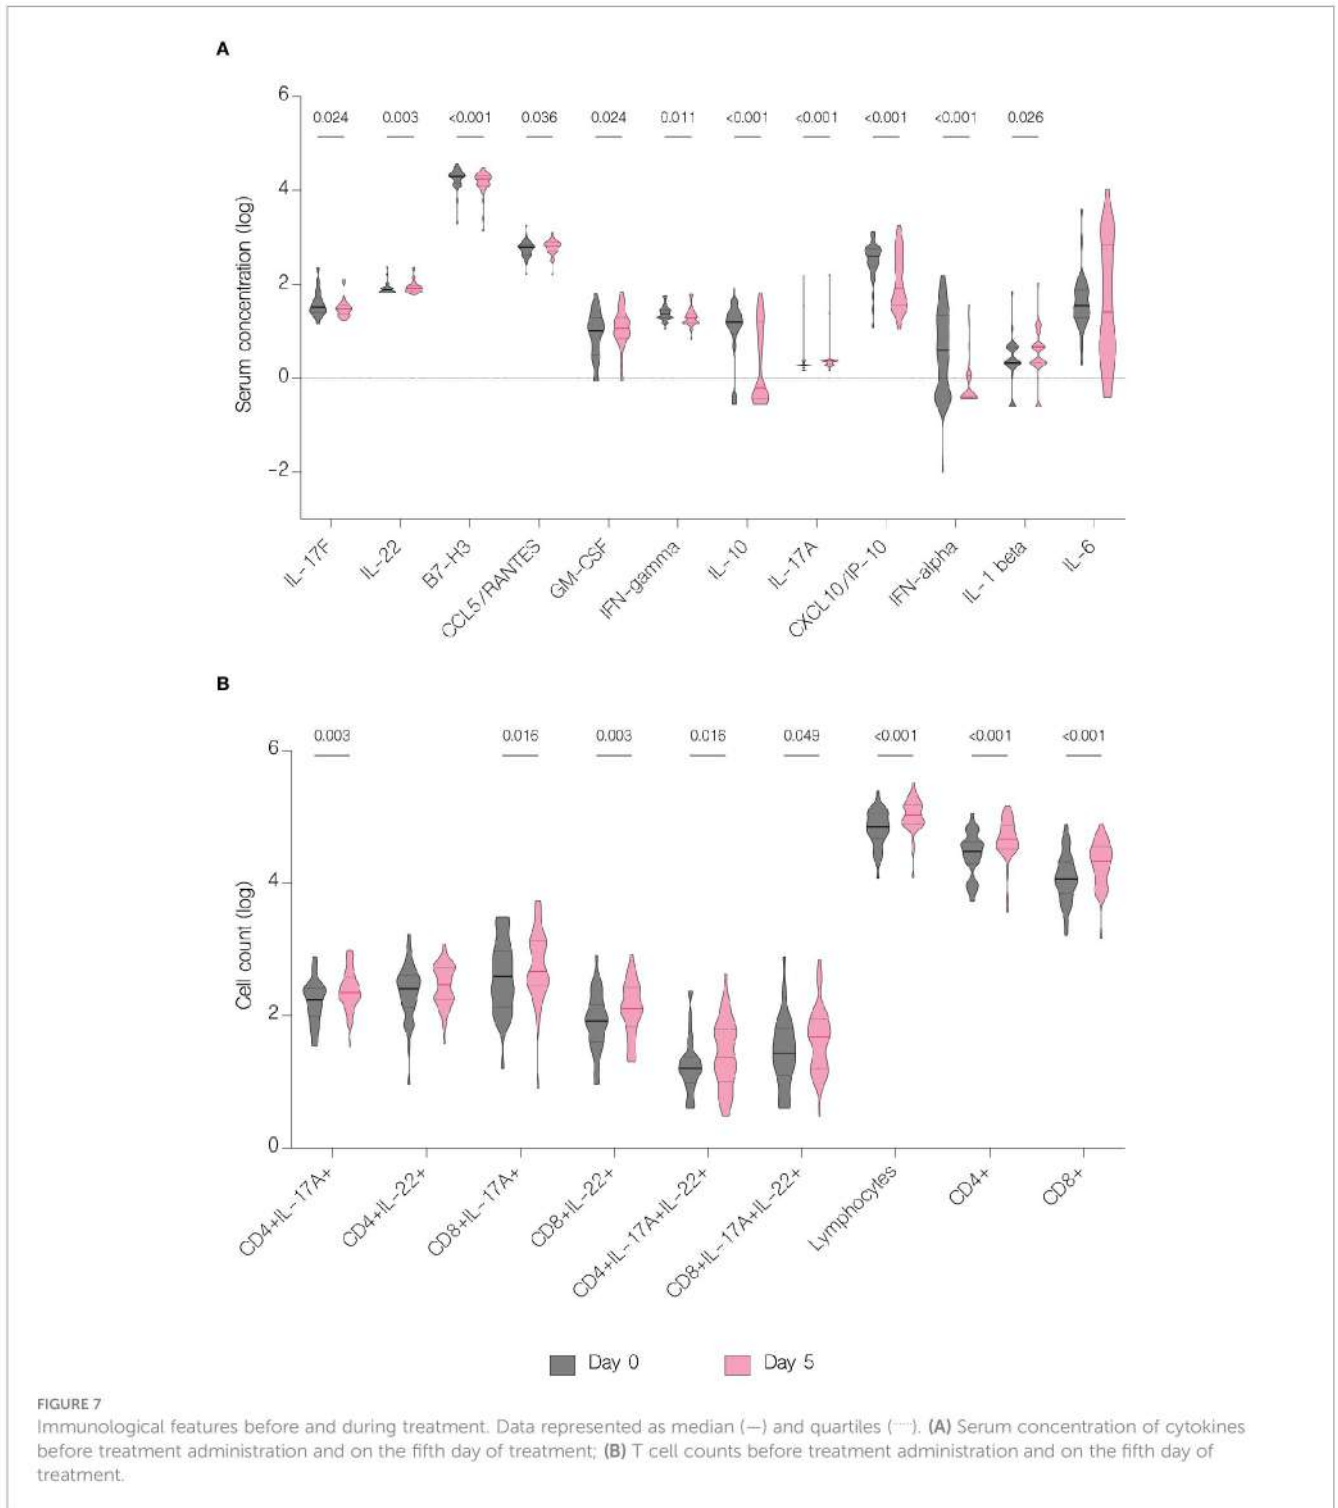 A
6
0.024 0.003 <0.001 0.036 0.024 0.011 <0.001 <0.001 <0.001 <0.001 0.026
4
2
0
-2
Serum concentration (log)
IL-17F IL-22 B7-H3 CCL5/RANTES GM-CSF IFN-gamma IL-10 IL-17A CXCL10/IP-10 IFN-alpha IL-1 beta IL-6
B
0.003 0.016 0.003 0.016 0.049 <0.001 <0.001 <0.001
6
4
2
0
Cell count (log)
CD4+IL-17A+ CD4+IL-22+ CD8+IL-17A+ CD8+IL-22+ CD4+IL-17A+IL-22+ CD8+IL-17A+IL-22+ Lymphocytes CD4+ CD8+
Day 0 Day 5
FIGURE 7
Immunological features before and during treatment. Data represented as median (—) and quartiles (·····). (A) Serum concentration of cytokines
before treatment administration and on the fifth day of treatment; (B) T cell counts before treatment administration and on the fifth day of
treatment.